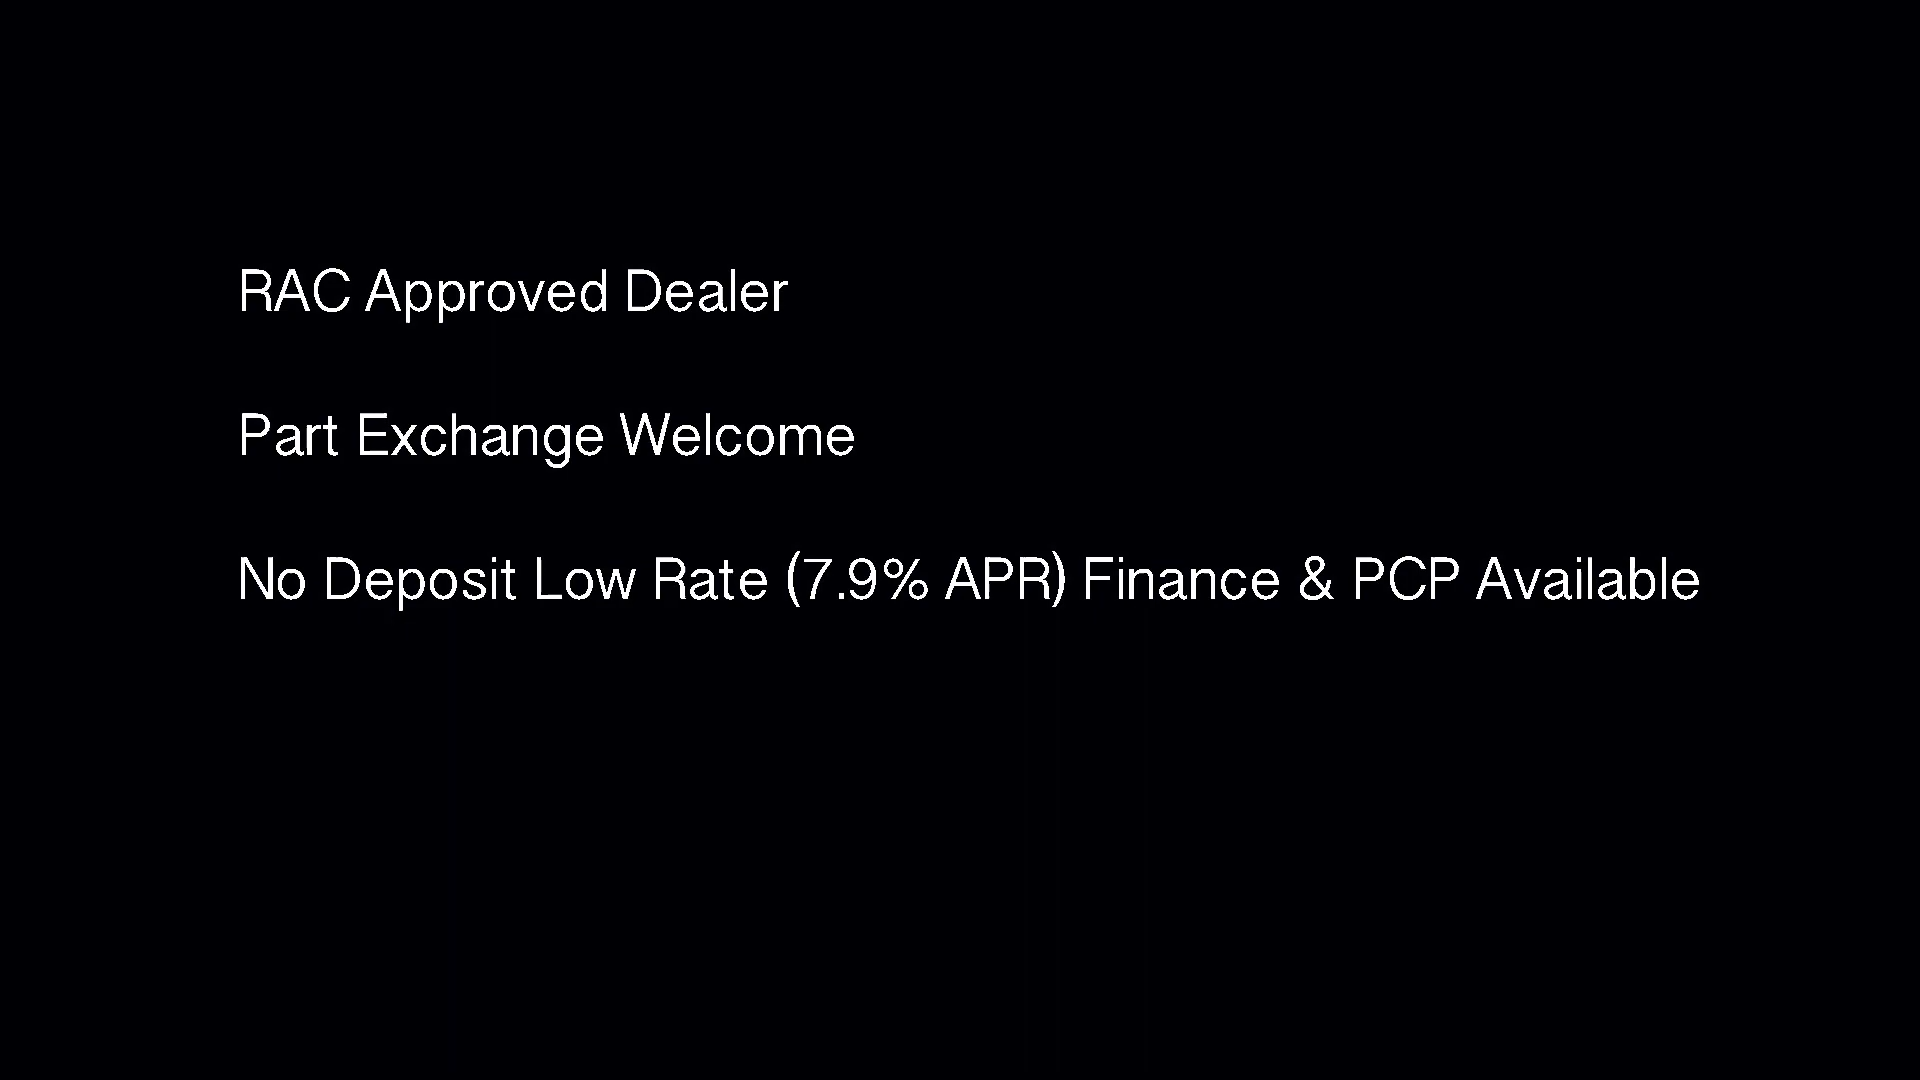 RAC Approved Dealer
Part Exchange Welcome
No Deposit Low Rate (7.9% APR) Finance & PCP Available